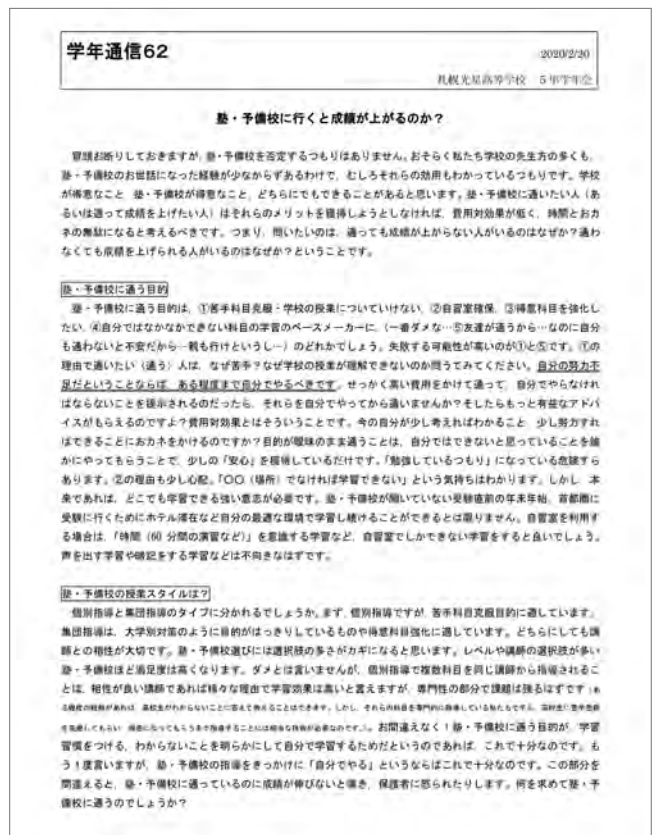 学年通信62
2020/2/20
札幌光星高等学校　5年学年会
塾・予備校に行くと成績が上がるのか？
冒頭お断りしておきますが、塾・予備校を否定するつもりはありません。おそらく私たち学校の先生方の多くも、
塾・予備校のお世話になった経験が少なからずあるわけで、むしろそれらの効用もわかっているつもりです。学校
が得意なこと　塾・予備校が得意なこと、どちらにでもできることがあると思います。塾・予備校に通いたい人（あ
るいは通って成績を上げたい人）はそれらのメリットを獲得しようとしなければ、費用対効果が低く、時間とおカ
ネの無駄になると考えるべきです。つまり、問いたいのは、通っても成績が上がらない人がいるのはなぜか？通わ
なくても成績を上げられる人がいるのはなぜか？ということです。
塾・予備校に通う目的
塾・予備校に通う目的は、①苦手科目克服・学校の授業についていけない、②自習室確保、③得意科目を強化し
たい、④自分ではなかなかできない科目の学習のペースメーカーに、（一番ダメな…⑤友達が通うから…なのに自分
も通わないと不安だから…親も行けというし…）のどれかでしょう。失敗する可能性が高いのが①と⑤です。①の
理由で通いたい（通う）人は、なぜ苦手？なぜ学校の授業が理解できないのか問うてみてください。自分の努力不
足だということならば、ある程度まで自分でやるべきです。せっかく高い費用をかけて通って、自分でやらなけれ
ばならないことを提示されるのだったら、それらを自分でやってから通いませんか？そしたらもっと有益なアドバ
イスがもらえるのですよ？費用対効果とはそういうことです。今の自分が少し考えればわかること、少し努力すれ
ばできることにおカネをかけるのですか？目的が曖昧のまま通うことは、自分ではできないと思っていることを誰
かにやってもらうことで、少しの「安心」を獲得しているだけです。「勉強しているつもり」になっている危険すら
あります。②の理由も少し心配。「〇〇（場所）でなければ学習できない」という気持ちはわかります。しかし、本
来であれば、どこでも学習できる強い意志が必要です。塾・予備校が開いていない受験直前の年末年始、首都圏に
受験に行くためにホテル滞在など自分の最適な環境で学習し続けることができるとは限りません。自習室を利用す
る場合は、「時間（60 分間の演習など）」を意識する学習など、自習室でしかできない学習をすると良いでしょう。
声を出す学習や暗記をする学習などは不向きなはずです。
塾・予備校の授業スタイルは？
個別指導と集団指導のタイプに分かれるでしょうか。まず、個別指導ですが、苦手科目克服目的に適しています。
集団指導は、大学別対策のように目的がはっきりしているものや得意科目強化に適しています。どちらにしても講
師との相性が大切です。塾・予備校選びには選択肢の多さがカギになると思います。レベルや講師の選択肢が多い
塾・予備校ほど満足度は高くなります。ダメとは言いませんが、個別指導で複数科目を同じ講師から指導されるこ
とは、相性が良い講師であれば様々な理由で学習効果は高いと言えますが、専門性の部分で課題は残るはずです（あ
る程度の経験があれば、高校生がわからないことに答えて教えることはできます。しかし、それらの科目を専門的に指導している私たちですら、
お間違えなく！塾・予備校に通う目的が、学習
習慣をつける、わからないことを明らかにして自分で学習するためだというのであれば、これで十分なのです。も
う1度言いますが、塾・予備校の指導をきっかけに「自分でやる」というならばこれで十分なのです。この部分を
間違えると、塾・予備校に通っているのに成績が伸びないと嘆き、保護者に怒られたりします。何を求めて塾・予
備校に通うのでしょうか？